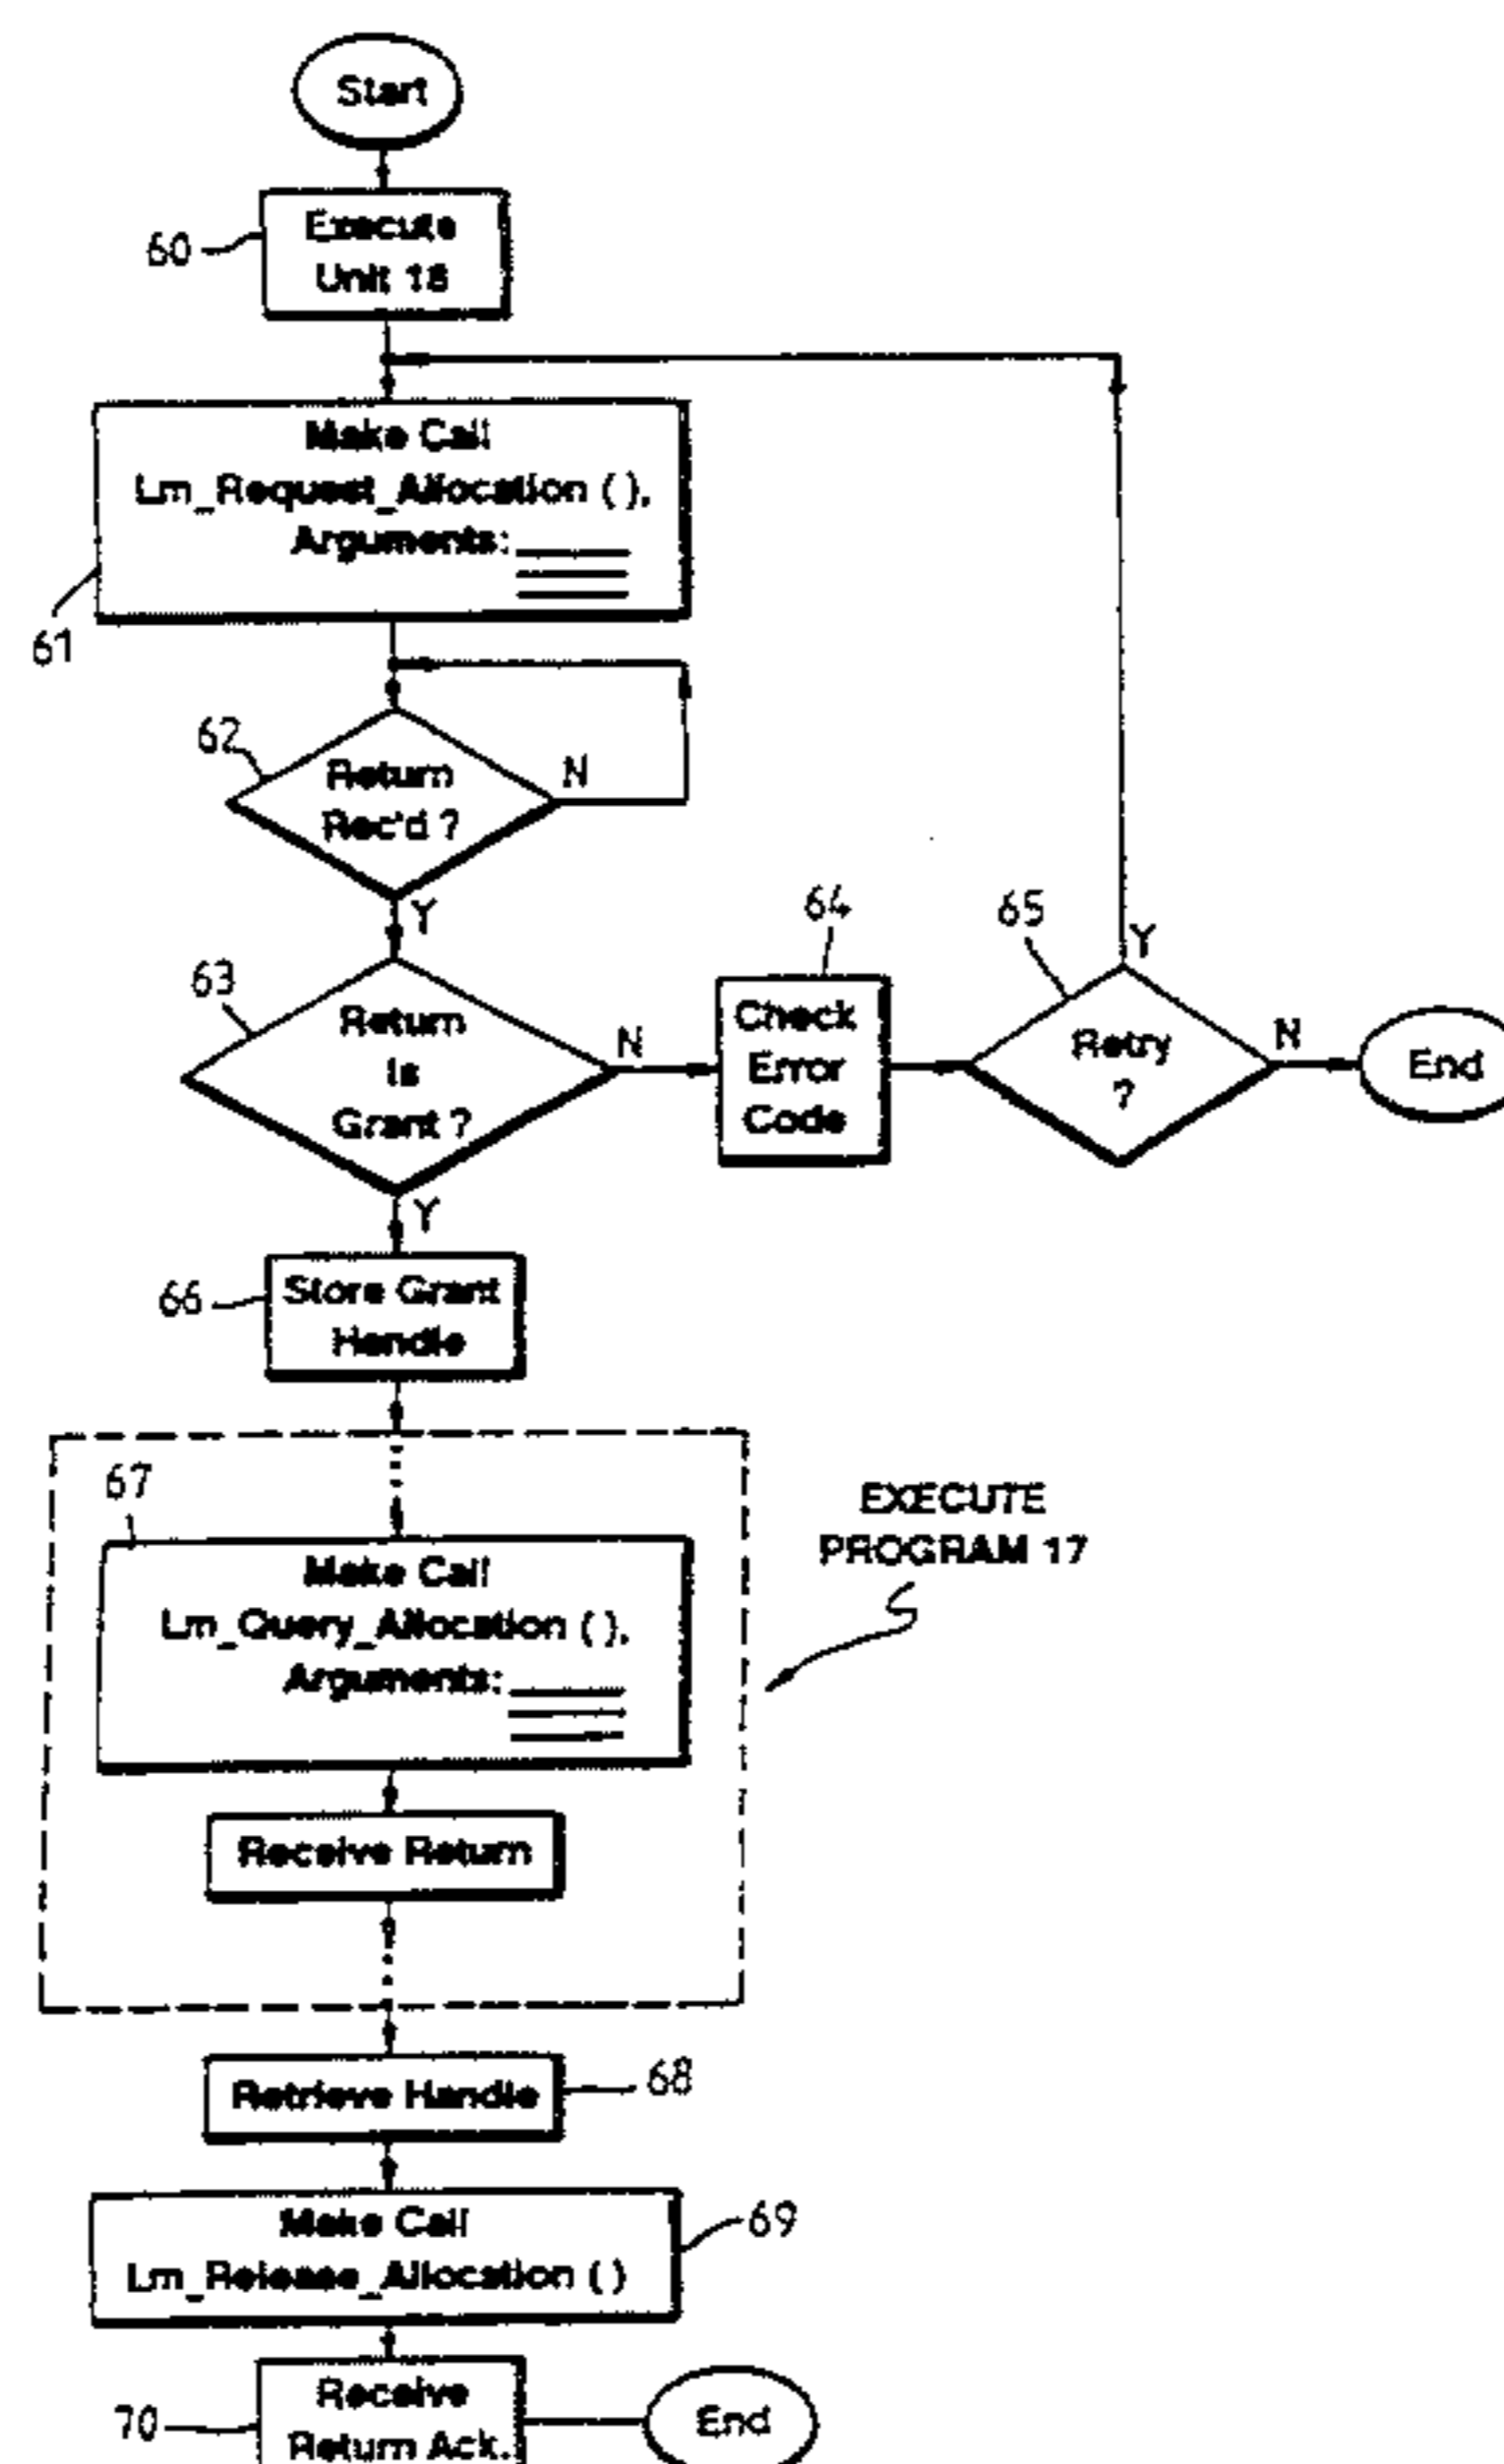 Start
60
Execute
Unit 18
Make Call
Lm_Request_Allocation ( ),
Arguments:
61
62
Return
Rec'd ?
N
Y
63
Return
Is
Grant ?
N
64
Check
Error
Code
65
Y
Retry
?
N
End
Y
66
Store Grant
Handle
67
EXECUTE
PROGRAM 17
Make Call
Lm_Query_Allocation ( ),
Arguments:
Receive Return
Retrieve Handle
68
Make Call
Lm_Release_Allocation ( )
69
70
Receive
Return Ack.
End